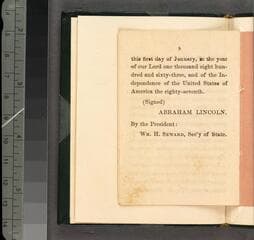 this first day of January, in the year
of our Lord one thousand eight hun-
dred and sixty-three, and of the In-
dependence of the United States of
America the eighty-seventh.
(Signed)
ABRAHAM LINCOLN.
By the President:
WM. H. SEWARD, Sec'y of State.